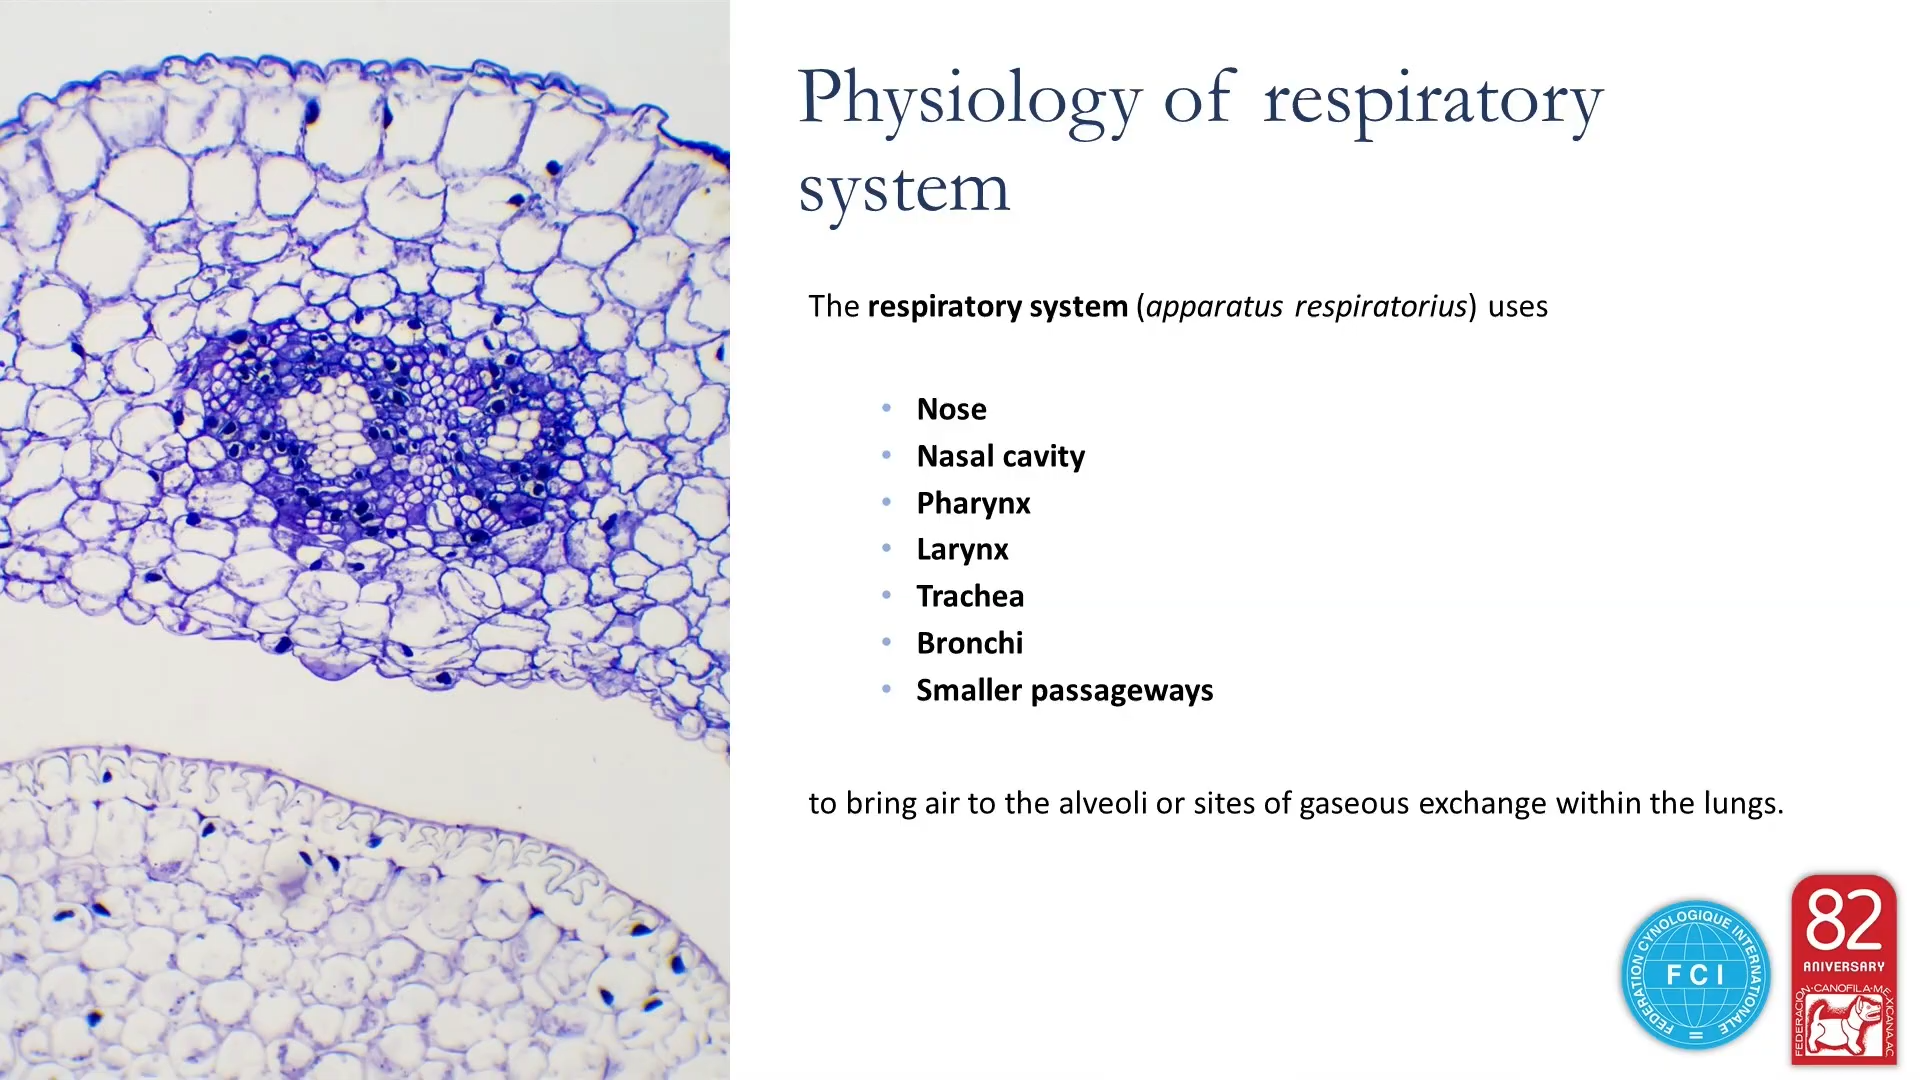 Physiology of respiratory
system
The respiratory system (apparatus respiratorius) uses
• Nose
• Nasal cavity
• Pharynx
• Larynx
• Trachea
• Bronchi
• Smaller passageways
to bring air to the alveoli or sites of gaseous exchange within the lungs.
FEDERATION CYNOLOGIQUE INTERNATIONALE
FCI
82
ANIVERSARY
FEDERACION·CANOFILA·MEXICANA,AC